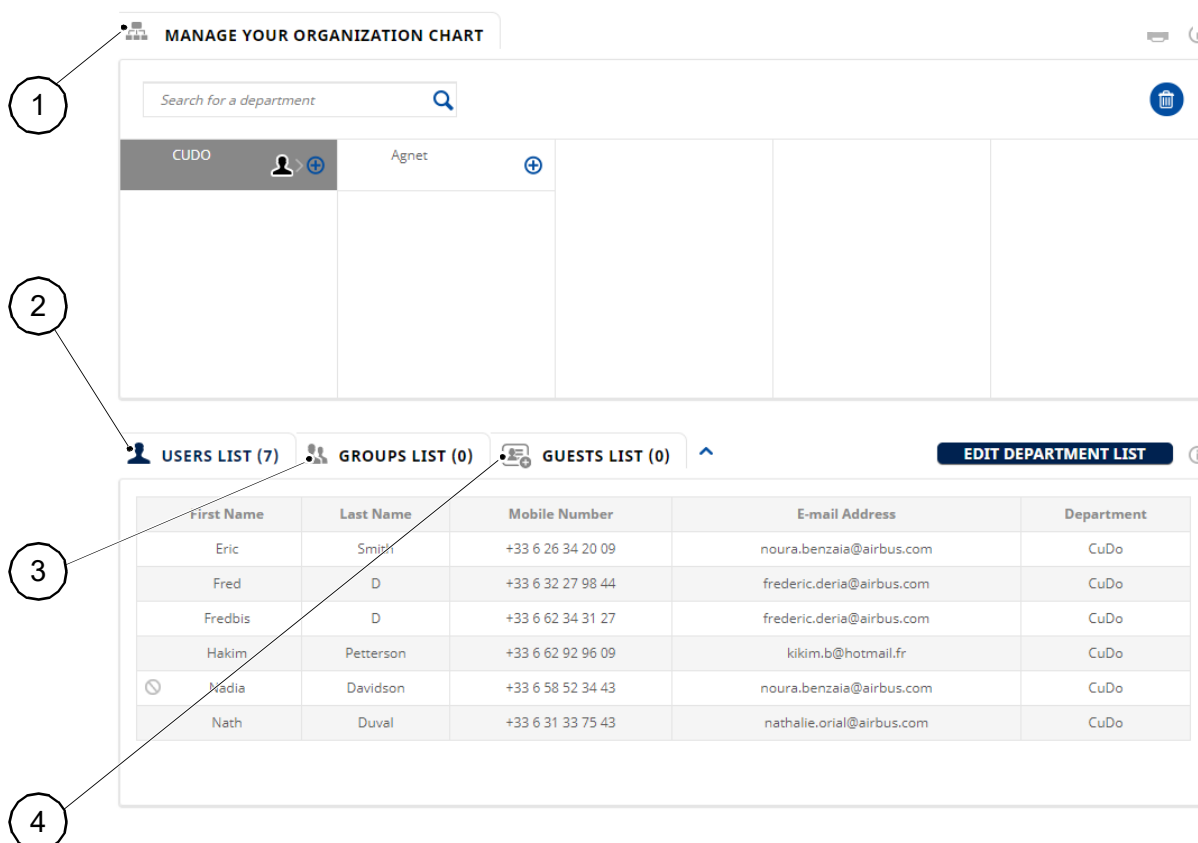 MANAGE YOUR ORGANIZATION CHART
1
Search for a department
CUDO
Agnet
2
USERS LIST (7)
GROUPS LIST (0)
GUESTS LIST (0)
EDIT DEPARTMENT LIST
First Name Last Name Mobile Number E-mail Address Department
Eric Smith +33 6 26 34 20 09 noura.benzaia@airbus.com CuDo
3
Fred D +33 6 32 27 98 44 frederic.deria@airbus.com CuDo
Fredbis D +33 6 62 34 31 27 frederic.deria@airbus.com CuDo
Hakim Petterson +33 6 62 92 96 09 kikim.b@hotmail.fr CuDo
Nadia Davidson +33 6 58 52 34 43 noura.benzaia@airbus.com CuDo
Nath Duval +33 6 31 33 75 43 nathalie.orial@airbus.com CuDo
4